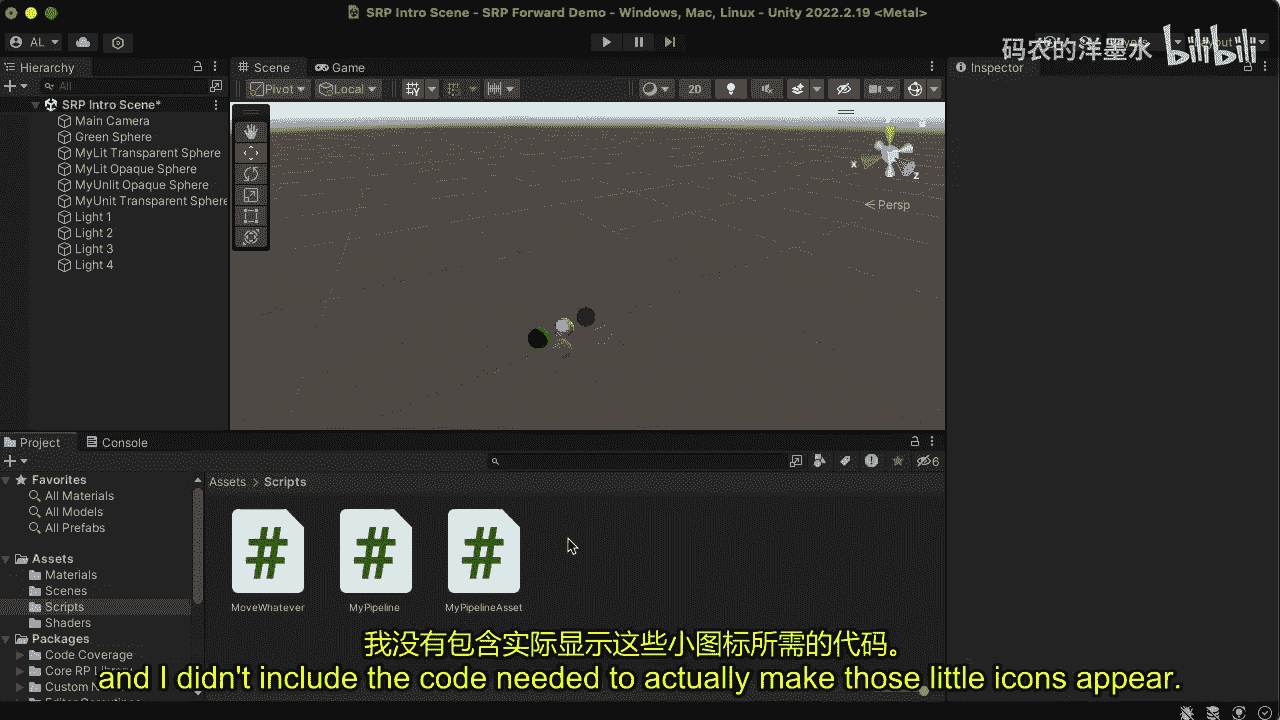 SRP Intro Scene - SRP Forward Demo - Windows, Mac, Linux - Unity 2022.2.19 <Metal>
AL
码农的洋墨水 bilibili
Hierarchy
Scene
Game
Inspector
All
Pivot
Local
2D
SRP Intro Scene*
Main Camera
Green Sphere
MyLit Transparent Sphere
MyLit Opaque Sphere
MyUnlit Opaque Sphere
MyUnit Transparent Sphere
Light 1
Light 2
Light 3
Light 4
x
z
Persp
Project
Console
6
Favorites
All Materials
All Models
All Prefabs
Assets
Materials
Scenes
Scripts
Shaders
Packages
Code Coverage
Core RP Li
Custom N
Assets > Scripts
MoveWhatever
MyPipeline
MyPipelineAsset
我没有包含实际显示这些小图标所需的代码。
and I didn't include the code needed to actually make those little icons appear.